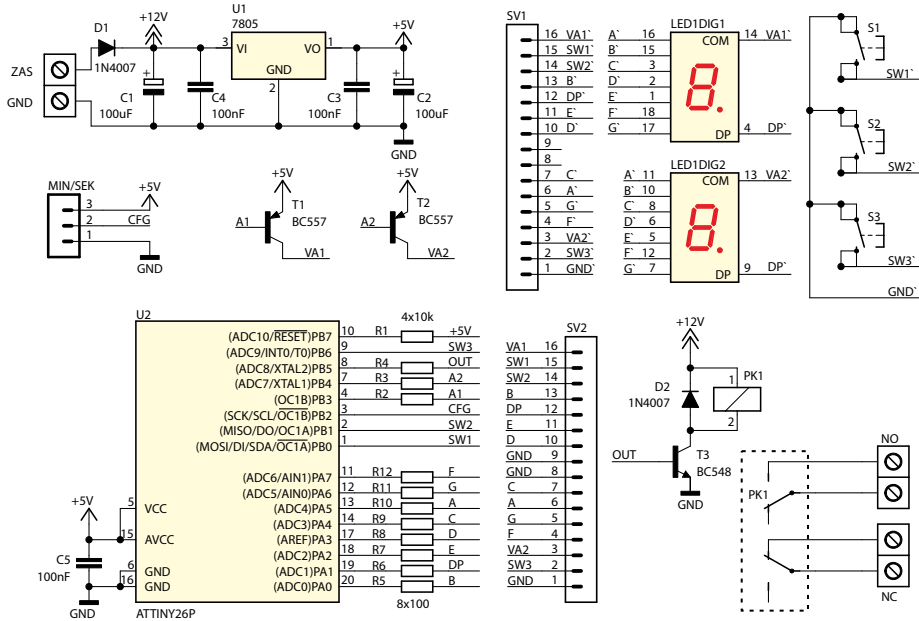 +12V
U1
7805
+5V
D1
1N4007
3 VI
VO 1
GND
2
ZAS
GND
+
C1
100uF
C4
100nF
C3
100nF
+
C2
100uF
GND
MIN/SEK
3
+5V
2
CFG
1
GND
+5V
T1
BC557
A1
VA1
+5V
T2
BC557
A2
VA2
SV1
16 VA1`
15 SW1`
14 SW2`
13 B`
12 DP`
11 E`
10 D`
9
8
7 C`
6 A`
5 G`
4 F`
3 VA2`
2 SW3`
1 GND`
LED1DIG1
A` 16
B` 15
C` 3
D` 2
E` 1
F` 18
G` 17
COM 14 VA1`
8.
DP 4 DP`
LED1DIG2
A` 11
B` 10
C` 8
D` 6
E` 5
F` 12
G` 7
COM 13 VA2`
8.
DP 9 DP`
S1
SW1`
S2
SW2`
S3
SW3`
GND`
U2
4x10k
(ADC10/RESET)PB7 10 R1 +5V
(ADC9/INT0/T0)PB6 9 SW3
(ADC8/XTAL2)PB5 8 R4 OUT
(ADC7/XTAL1)PB4 7 R3 A2
(OC1B)PB3 4 R2 A1
(SCK/SCL/OC1B)PB2 3 CFG
(MISO/DO/OC1A)PB1 2 SW2
(MOSI/DI/SDA/OC1A)PB0 1 SW1
(ADC6/AIN1)PA7 11 R12 F
(ADC5/AIN0)PA6 12 R11 G
(ADC4)PA5 13 R10 A
(ADC3)PA4 14 R9 C
(AREF)PA3 17 R8 D
(ADC2)PA2 18 R7 E
(ADC1)PA1 19 R6 DP
(ADC0)PA0 20 R5 B
8x100
+5V
5 VCC
15 AVCC
6 GND
16 GND
C5
100nF
GND
ATTINY26P
SV2
VA1 16
SW1 15
SW2 14
B 13
DP 12
E 11
D 10
GND 9
GND 8
C 7
A 6
G 5
F 4
VA2 3
SW3 2
GND 1
+12V
D2
1N4007
1
PK1
2
OUT
T3
BC548
GND
PK1
NO
NC